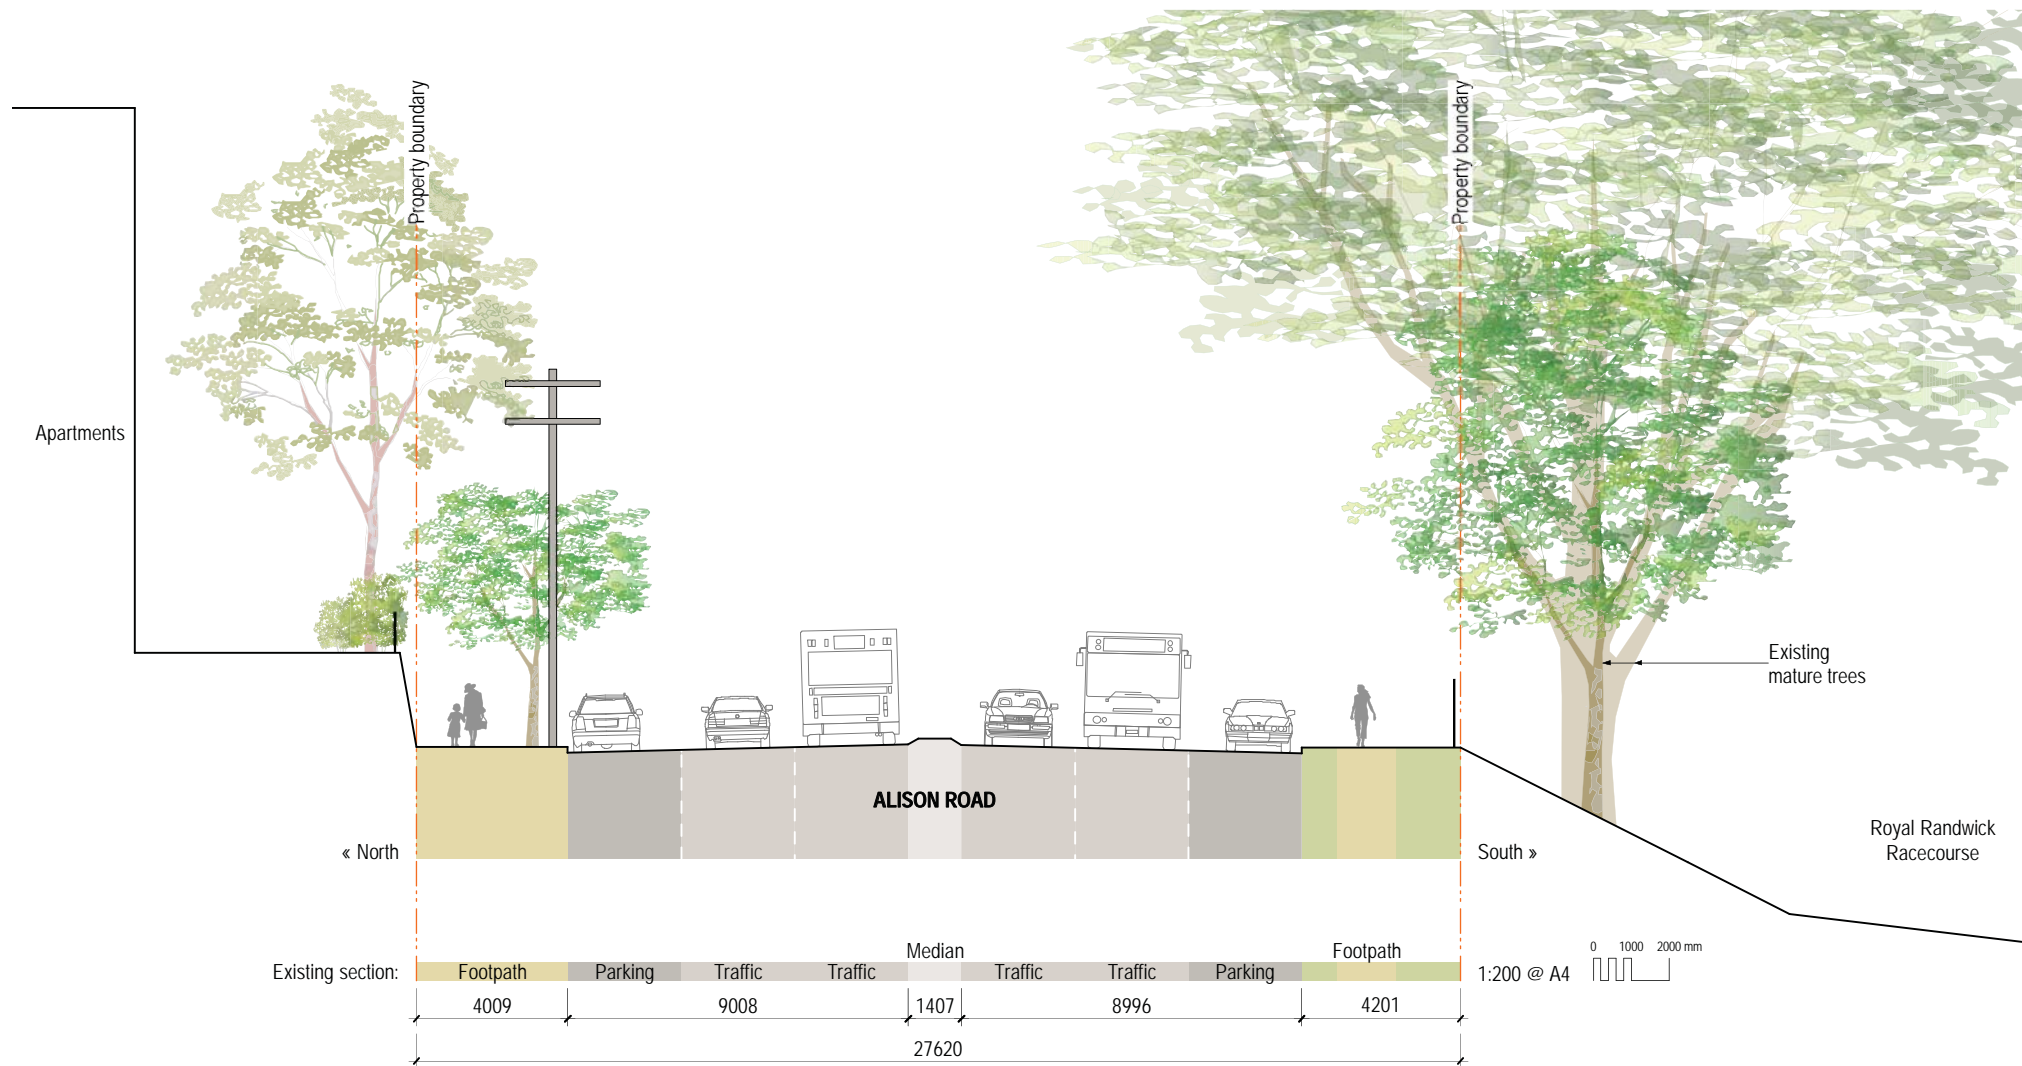 Property boundary
Property boundary
Apartments
Existing
mature trees
ALISON ROAD
Royal Randwick
Racecourse
« North
South »
Median
Footpath
0 1000 2000 mm
Existing section:
Footpath
Parking
Traffic
Traffic
Traffic
Traffic
Parking
1:200 @ A4
4009
9008
1407
8996
4201
27620